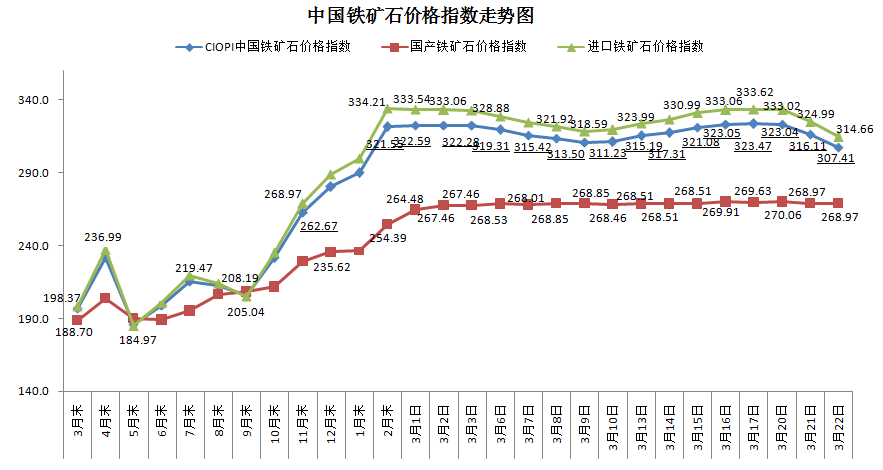 中国铁矿石价格指数走势图
CIOPI中国铁矿石价格指数 国产铁矿石价格指数 进口铁矿石价格指数
340.0
290.0
240.0
190.0
140.0
198.37 236.99 184.97 219.47 208.19 205.04 268.97 334.21 333.54 333.06 328.88 321.92 318.59 323.99 330.99 333.06 333.62 333.02 324.99 314.66
262.67 322.59 322.28 319.31 315.42 313.50 311.23 315.19 317.31 321.08 323.05 323.47 323.04 316.11 307.41
188.70 235.62 254.39 264.48 267.46 267.46 268.53 268.01 268.85 268.85 268.46 268.51 268.51 268.51 269.91 269.63 270.06 268.97 268.97
3月末 4月末 5月末 6月末 7月末 8月末 9月末 10月末 11月末 12月末 1月末 2月末 3月1日 3月2日 3月3日 3月6日 3月7日 3月8日 3月9日 3月10日 3月13日 3月14日 3月15日 3月16日 3月17日 3月20日 3月21日 3月22日